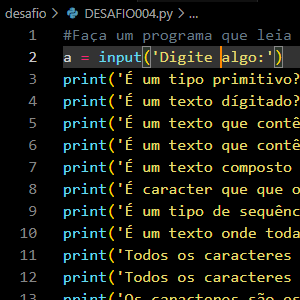 desafio > DESAFIO004.py > ...
1 #Faça um programa que leia
2 a = input('Digite algo:')
3 print('É um tipo primitivo?
4 print('É um texto dígitado?
5 print('É um texto que contê
6 print('É um texto que contê
7 print('É um texto composto
8 print('É caracter que que o
9 print('É um tipo de sequênc
10 print('É um texto onde toda
11 print('Todos os caracteres
12 print('Todos os caracteres
13 print('Os caracteres são es